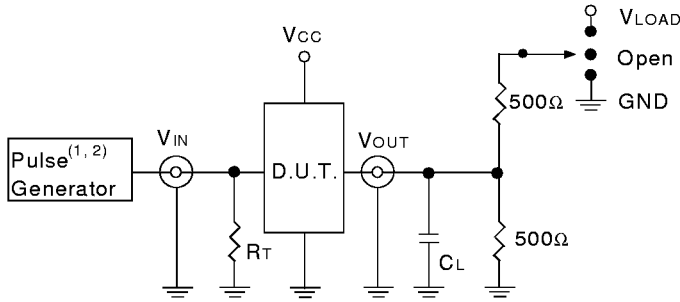 VLOAD
VCC
Open
500Ω
GND
VIN
VOUT
Pulse(1, 2)
Generator
D.U.T.
500Ω
RT
CL